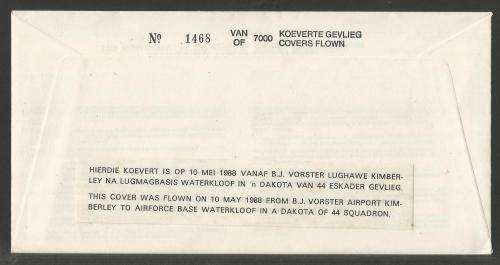 Nº 1468 VAN OF 7000 KOEVERTE GEVLIEG COVERS FLOWN
HIERDIE KOEVERT IS OP 10 MEI 1988 VANAF B.J. VORSTER LUGHAWE KIMBER-
LEY NA LUGMAGBASIS WATERKLOOF IN 'n DAKOTA VAN 44 ESKADER GEVLIEG.
THIS COVER WAS FLOWN ON 10 MAY 1988 FROM B.J. VORSTER AIRPORT KIM-
BERLEY TO AIRFORCE BASE WATERKLOOF IN A DAKOTA OF 44 SQUADRON.